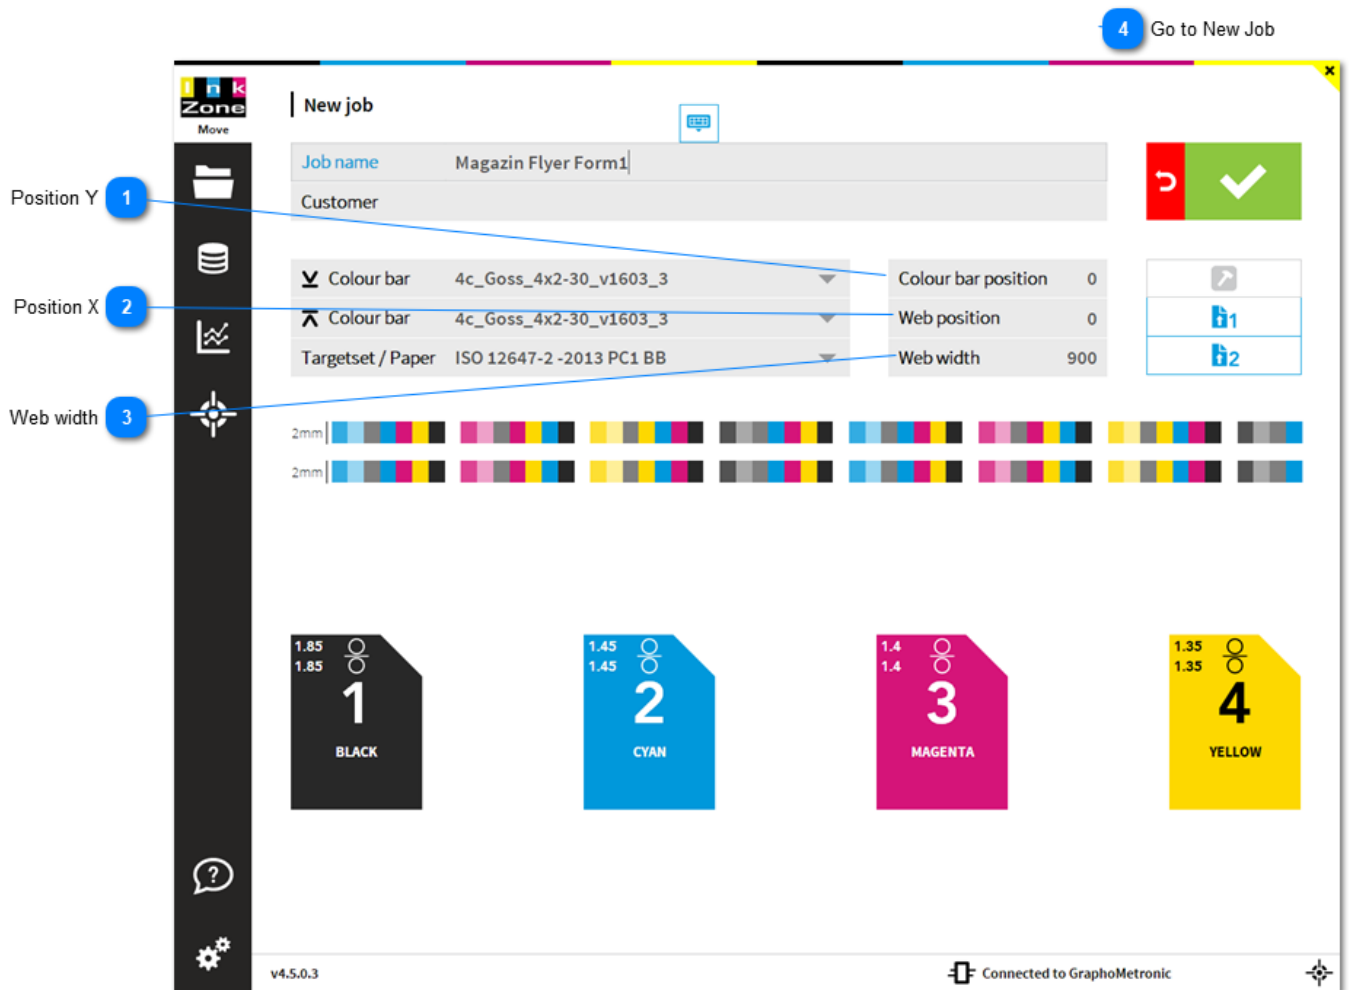 4 Go to New Job
Ink
Zone
Move
New job
Job name Magazin Flyer Form1
Customer
Position Y 1
Colour bar 4c_Goss_4x2-30_v1603_3 Colour bar position 0
Position X 2
Colour bar 4c_Goss_4x2-30_v1603_3 Web position 0
1
Targetset / Paper ISO 12647-2 -2013 PC1 BB Web width 900
2
Web width 3
2mm
2mm
1.85
1.85
1
BLACK
1.45
1.45
2
CYAN
1.4
1.4
3
MAGENTA
1.35
1.35
4
YELLOW
?
v4.5.0.3 Connected to GraphoMetronic